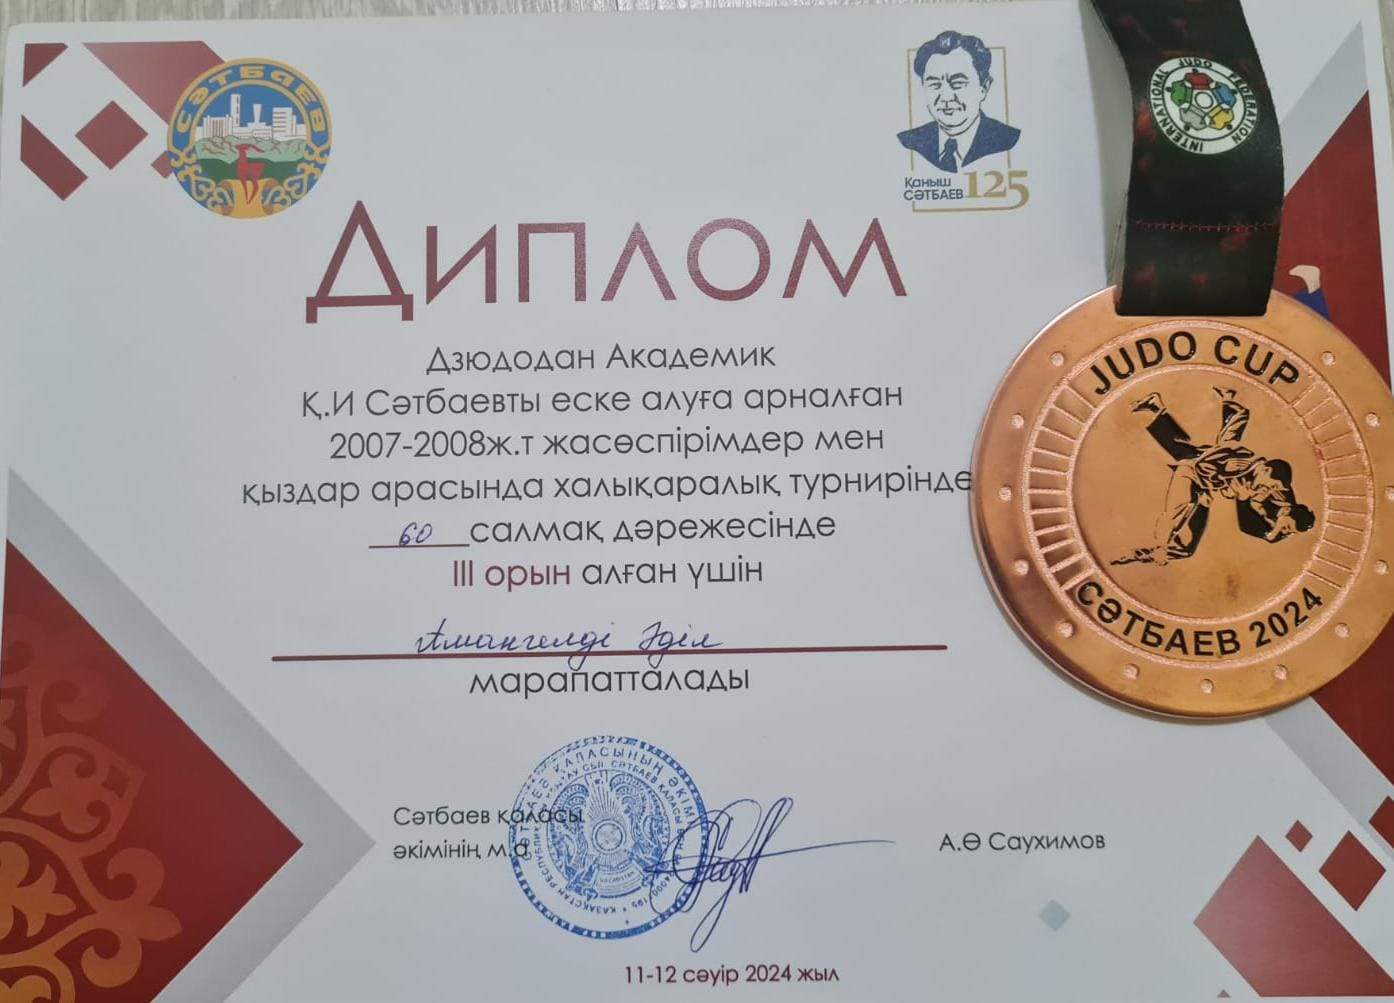 СӘТБАЕВ
Қаныш
СӘТБАЕВ 125
INTERNATIONAL JUDO FEDERATION
ДИПЛОМ
Дзюдодан Академик
Қ.И Сәтбаевты еске алуға арналған
2007-2008ж.т жасөспірімдер мен
қыздар арасында халықаралық турнирінде
60 салмақ дәрежесінде
III орын алған үшін
Амангелді Әділ
марапатталады
JUDO CUP
СӘТБАЕВ 2024
Сәтбаев қаласы
әкімінің м.а
А.Ө Саухимов
11-12 сәуір 2024 жыл